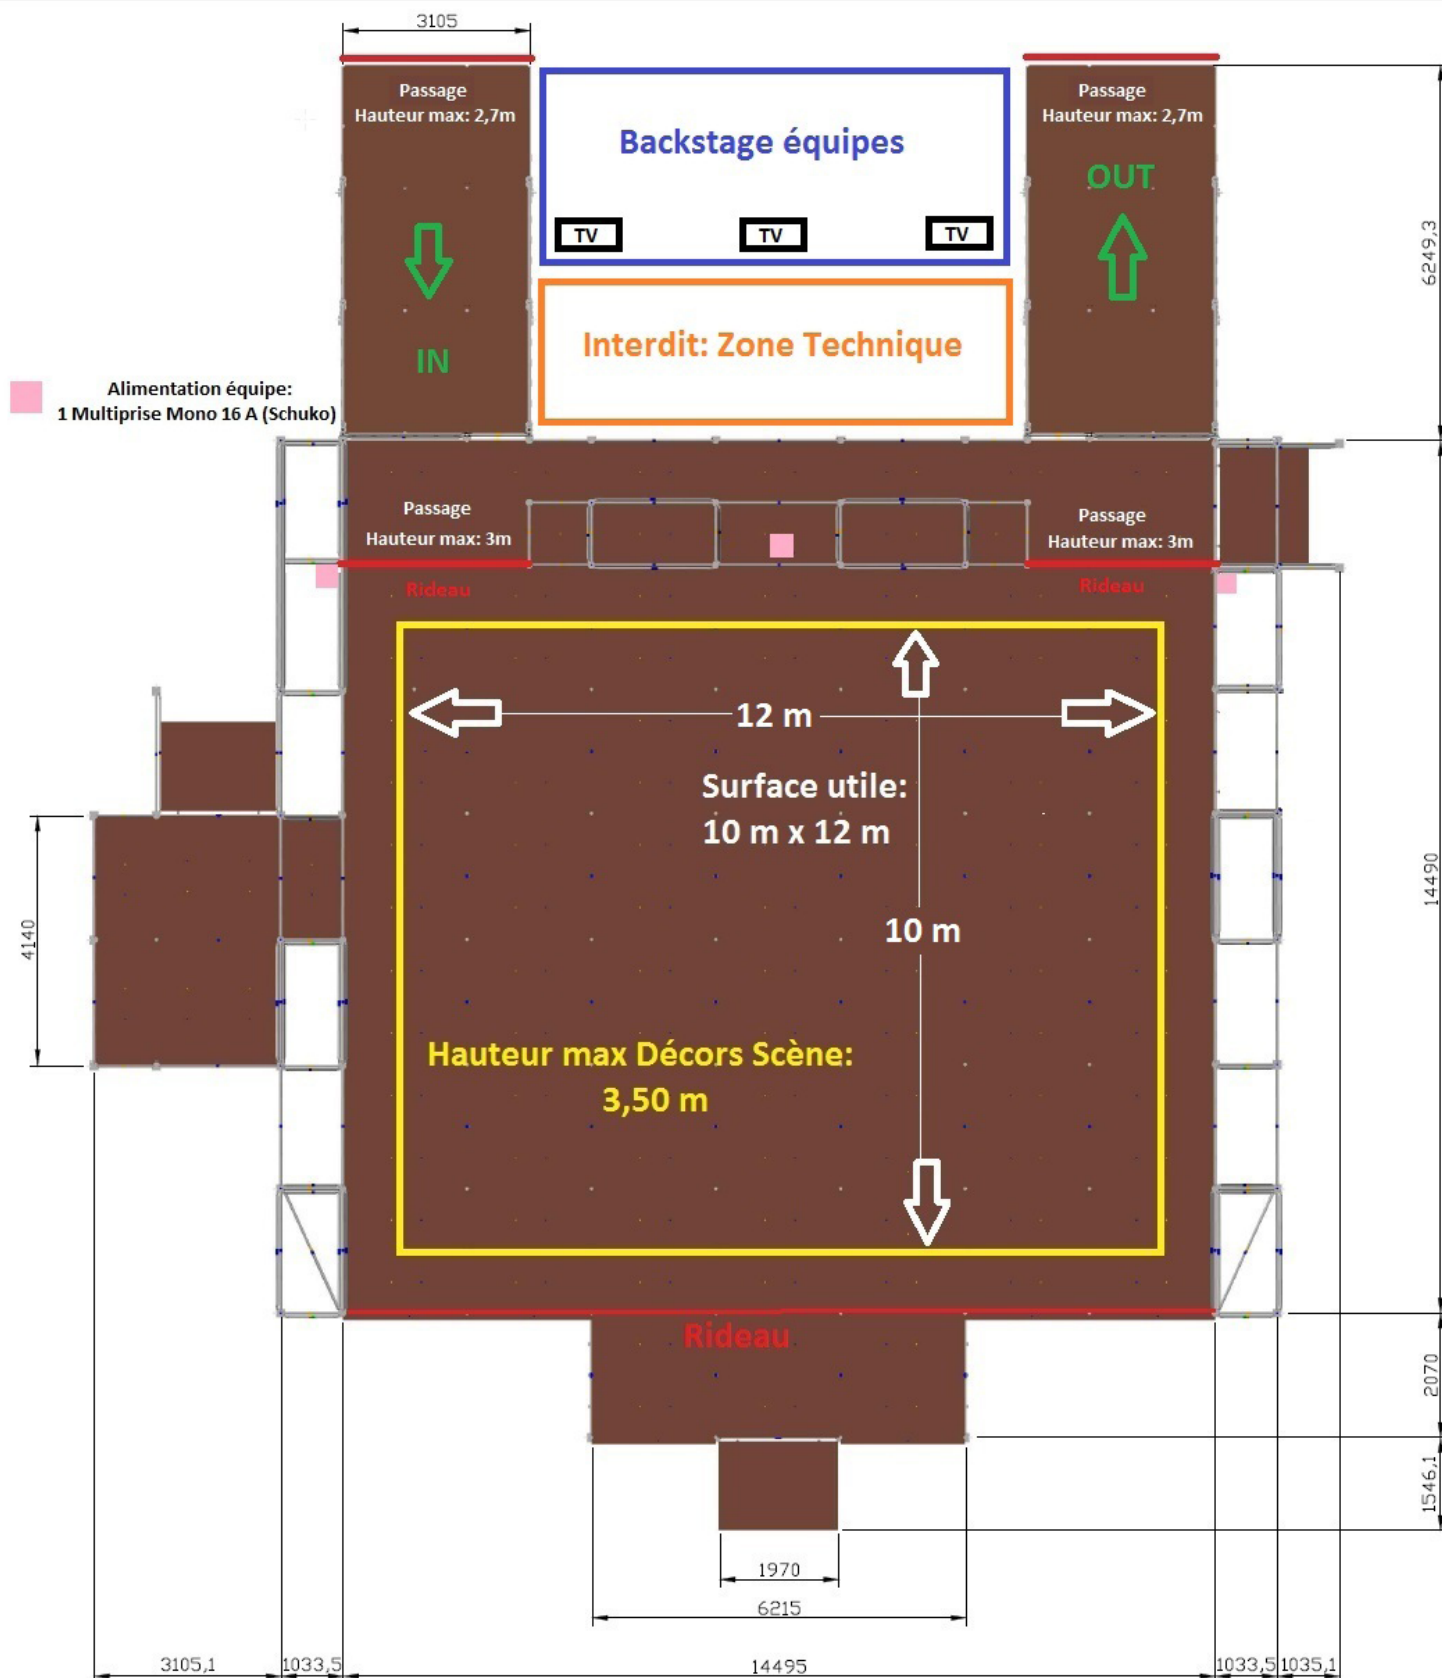 3105
Passage
Hauteur max: 2,7m
Backstage équipes
Passage
Hauteur max: 2,7m
OUT
TV
TV
TV
6249,3
IN
Interdit: Zone Technique
Alimentation équipe:
1 Multiprise Mono 16 A (Schuko)
Passage
Hauteur max: 3m
Passage
Hauteur max: 3m
Rideau
Rideau
12 m
Surface utile:
10 m x 12 m
14490
10 m
4140
Hauteur max Décors Scène:
3,50 m
Rideau
2070
1546,1
1970
6215
3105,1
1033,5
14495
1033,5
1035,1